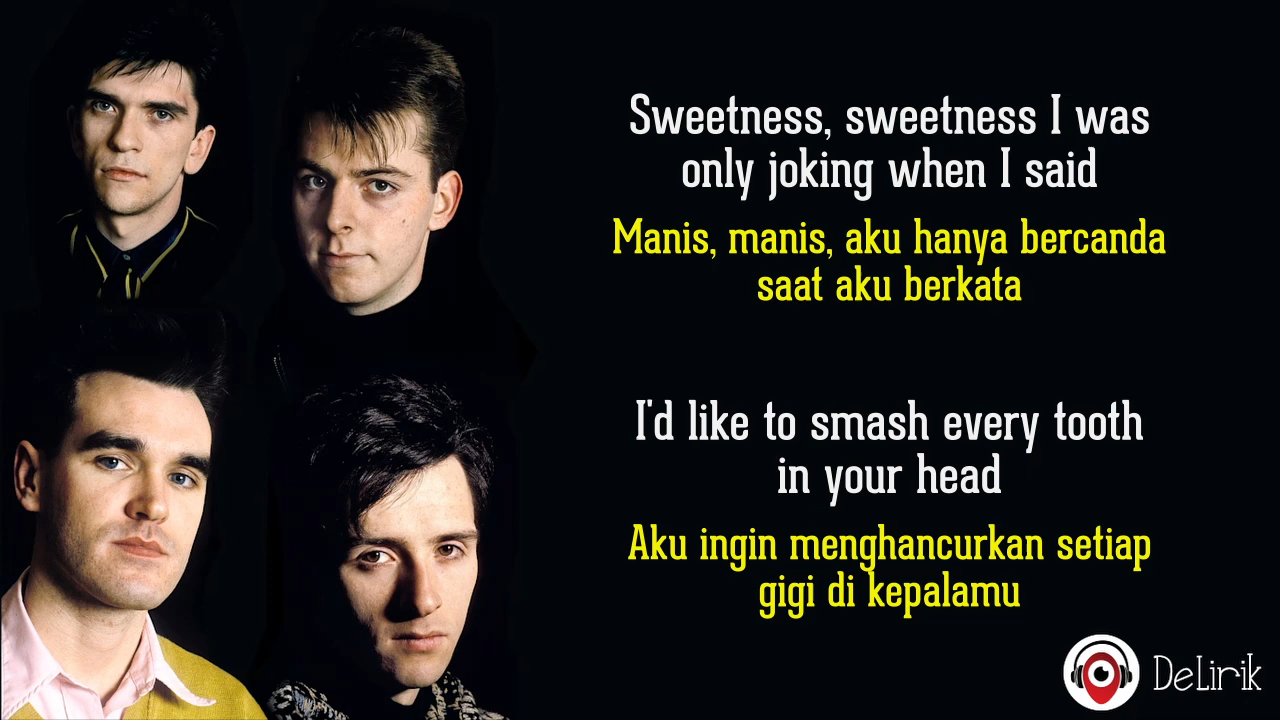 Sweetness, sweetness I was
only joking when I said
Manis, manis, aku hanya bercanda
saat aku berkata
I'd like to smash every tooth
in your head
Aku ingin menghancurkan setiap
gigi di kepalamu
DeLirik